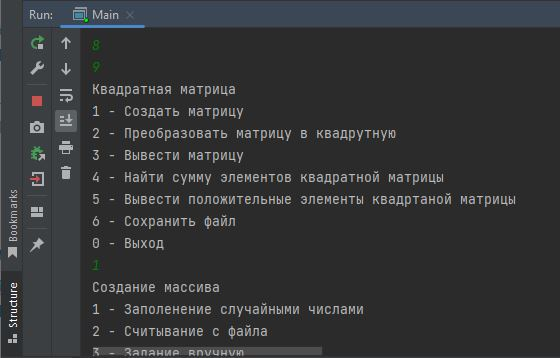 Run: Main
8
9
Квадратная матрица
1 - Создать матрицу
2 - Преобразовать матрицу в квадрутную
3 - Вывести матрицу
4 - Найти сумму элементов квадратной матрицы
5 - Вывести положительные элементы квадртаной матрицы
6 - Сохранить файл
0 - Выход
1
Создание массива
1 - Заполенение случайными числами
2 - Считывание с файла
3 - Задание вручную
Bookmarks
Structure